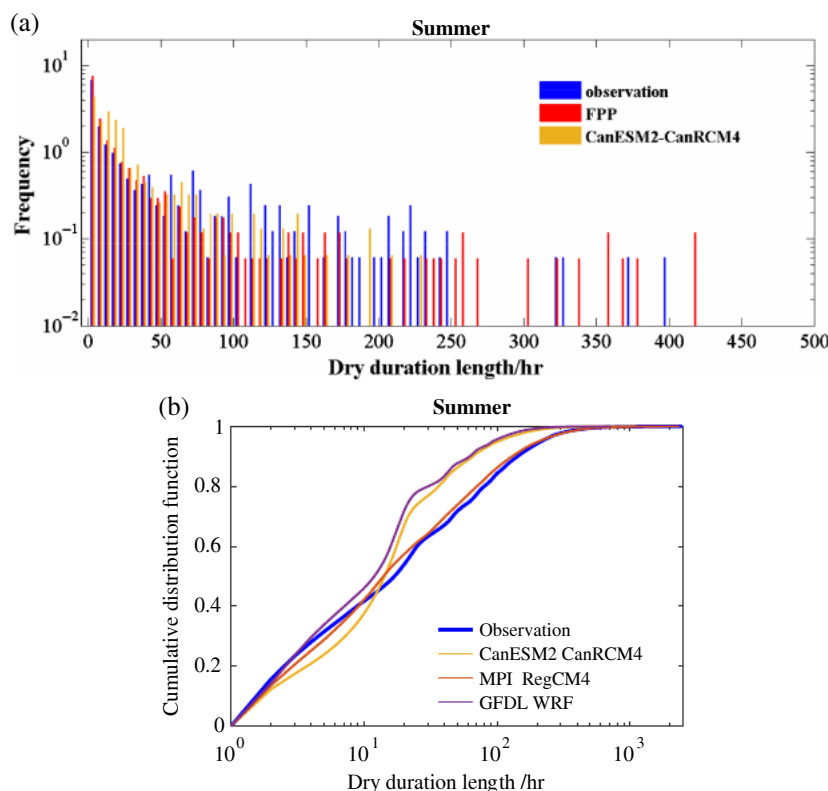 (a)
Summer
Frequency
10^1
10^0
10^-1
10^-2
observation
FPP
CanESM2-CanRCM4
0 50 100 150 200 250 300 350 400 450 500
Dry duration length/hr
(b)
Summer
Cumulative distribution function
1
0.8
0.6
0.4
0.2
0
Observation
CanESM2 CanRCM4
MPI RegCM4
GFDL WRF
10^0 10^1 10^2 10^3
Dry duration length /hr